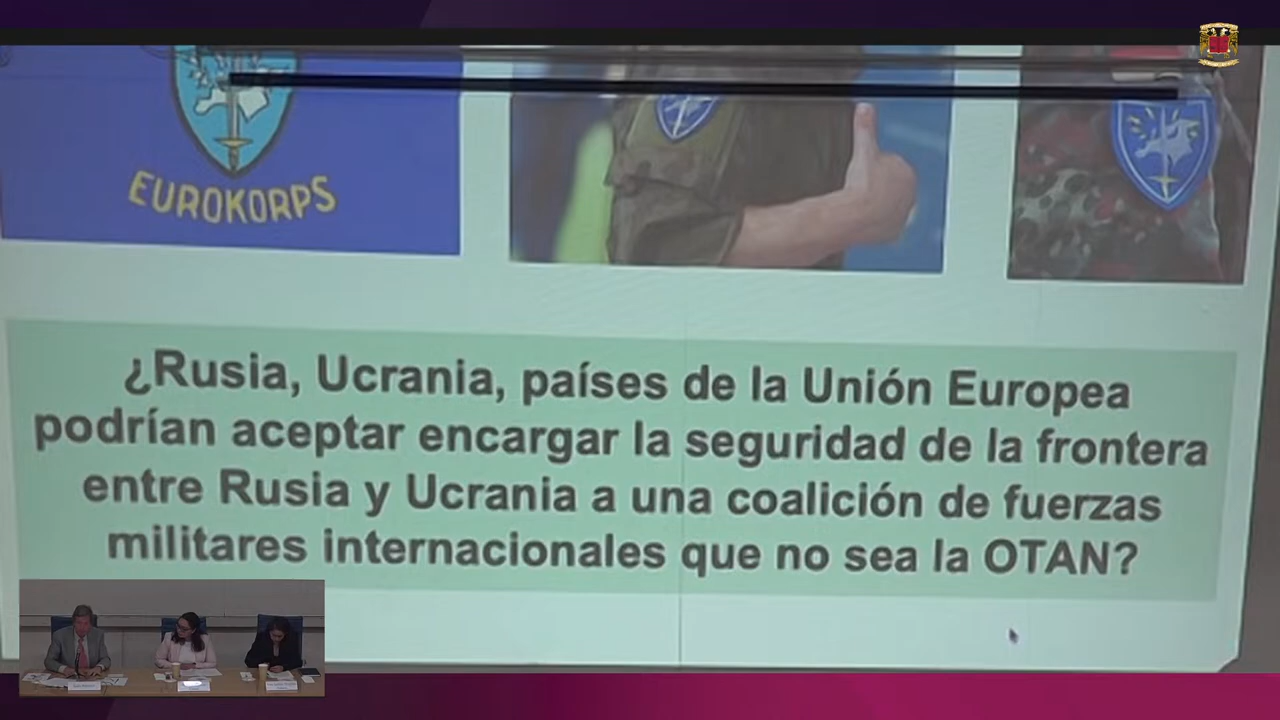 EUROKORPS
¿Rusia, Ucrania, países de la Unión Europea
podrían aceptar encargar la seguridad de la frontera
entre Rusia y Ucrania a una coalición de fuerzas
militares internacionales que no sea la OTAN?